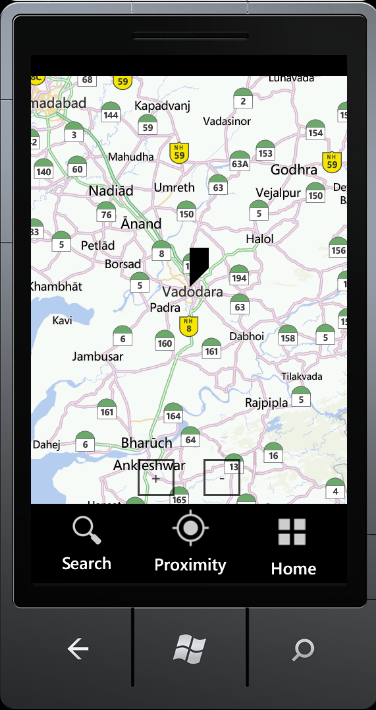 68
59
Lunavada
madabad
Kapadvanj
2
144
Vadasinor
3
59
154
NH
59
153
NH
59
Mahudha
63A
140
60
Godhra
Nadiād
Umreth
63
Vejalpur
150
76
150
5
Ānand
5
Petlād
8
Halol
156
Borsad
194
Khambhāt
5
Vadodara
Padra
63
Kavi
NH
8
6
160
161
Dabhoi
158
5
Jambusar
Tilakvada
161
164
Rajpipla
5
Dahej
6
Bharūch
64
16
Ankleshwar
13
+
-
165
4
Search
Proximity
Home